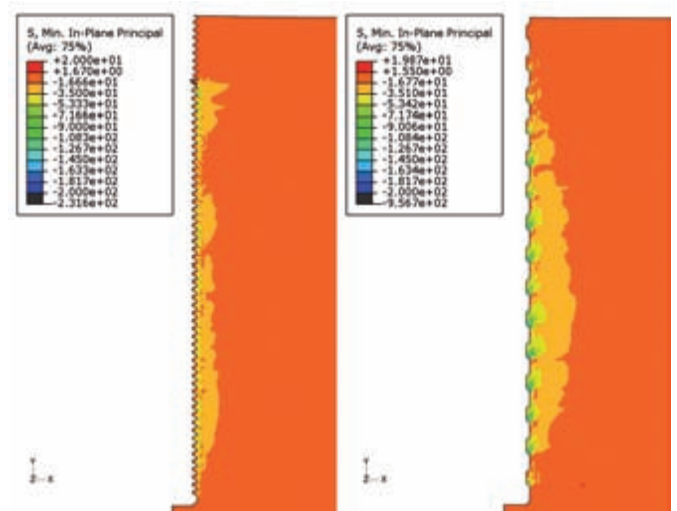 S, Min. In-Plane Principal
(Avg: 75%)
+2.000e+01
+1.670e+00
-1.666e+01
-3.500e+01
-5.333e+01
-7.166e+01
-9.000e+01
-1.083e+02
-1.267e+02
-1.450e+02
-1.633e+02
-1.817e+02
-2.000e+02
-2.316e+02
Y
Z X
S, Min. In-Plane Principal
(Avg: 75%)
+1.987e+01
+1.550e+00
-1.677e+01
-3.510e+01
-5.342e+01
-7.174e+01
-9.006e+01
-1.084e+02
-1.267e+02
-1.450e+02
-1.634e+02
-1.817e+02
-2.000e+02
-9.567e+02
Y
Z X